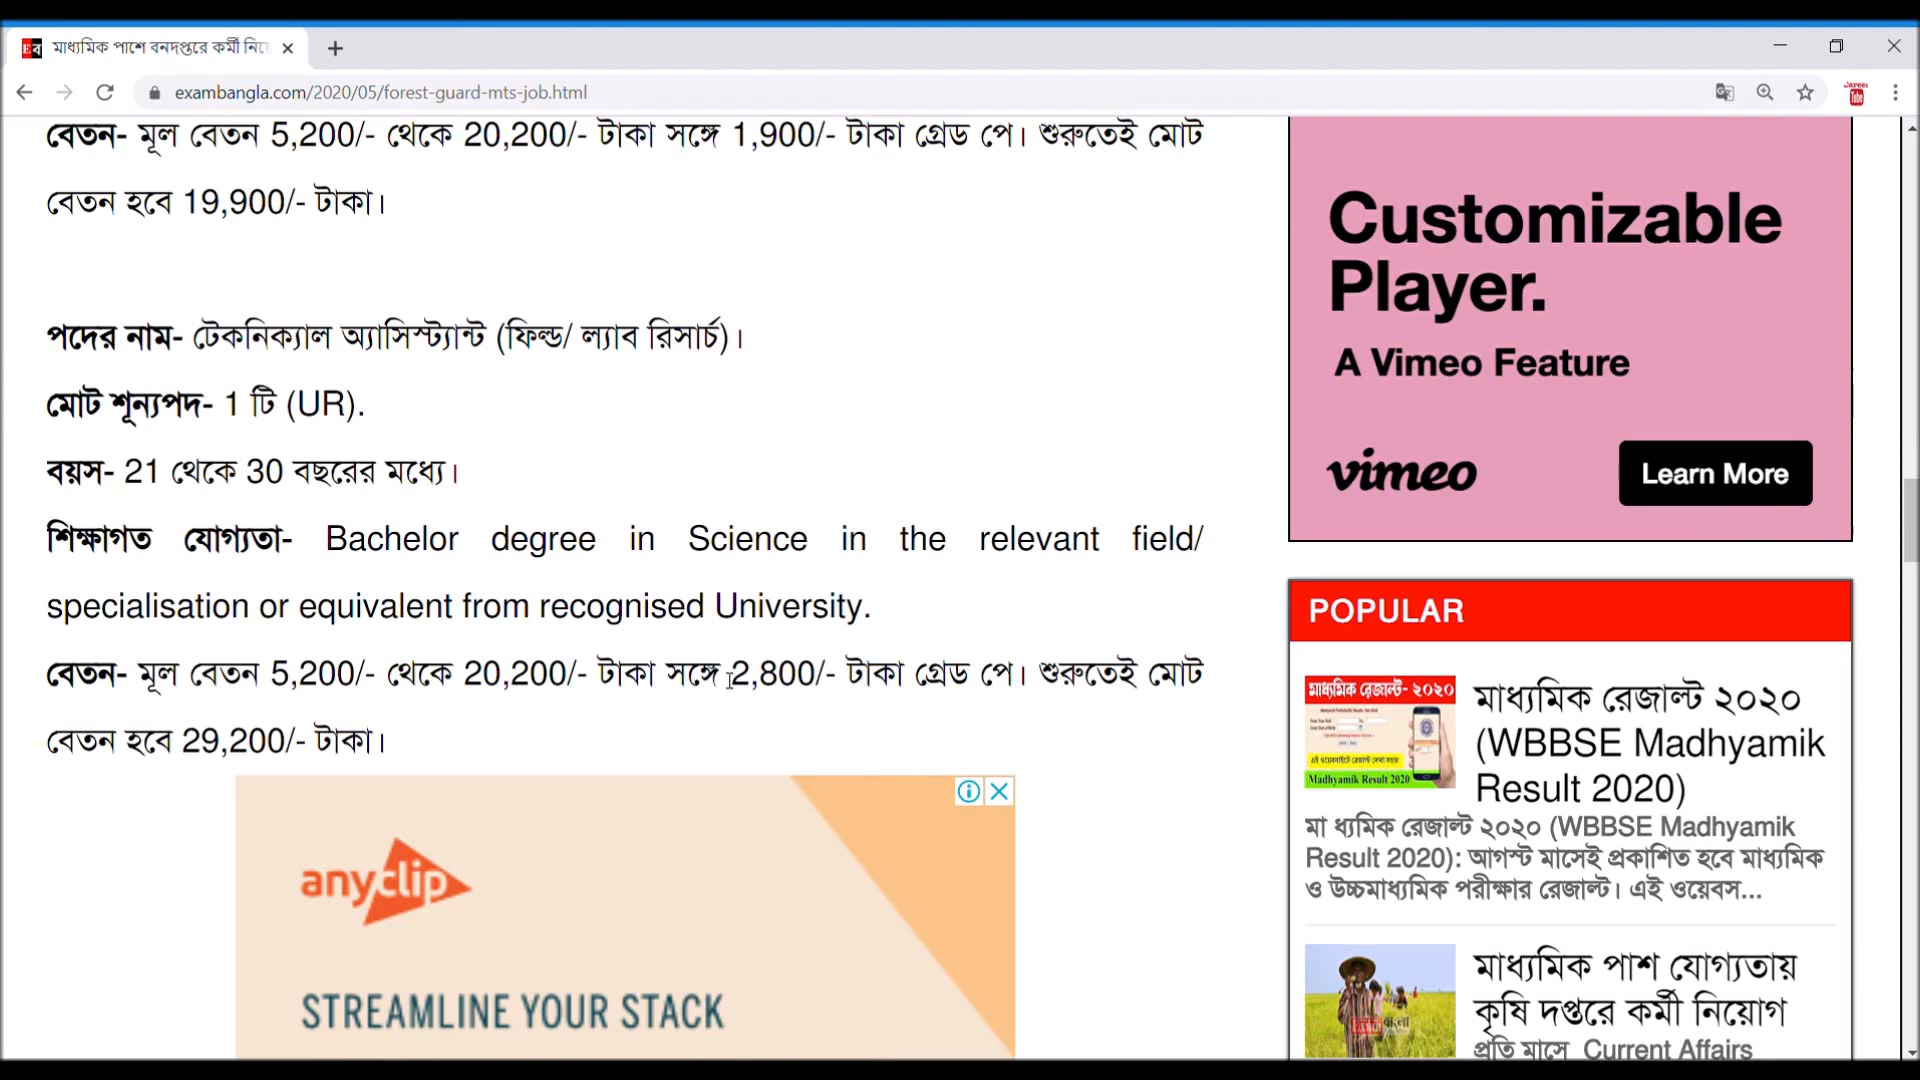 মাধ্যমিক পাশে বনদপ্তরে কর্মী নিয়ে
exambangla.com/2020/05/forest-guard-mts-job.html
বেতন- মূল বেতন 5,200/- থেকে 20,200/- টাকা সঙ্গে 1,900/- টাকা গ্রেড পে। শুরুতেই মোট
বেতন হবে 19,900/- টাকা।
পদের নাম- টেকনিক্যাল অ্যাসিস্ট্যান্ট (ফিল্ড/ ল্যাব রিসার্চ)।
মোট শূন্যপদ- 1 টি (UR).
বয়স- 21 থেকে 30 বছরের মধ্যে।
শিক্ষাগত যোগ্যতা- Bachelor degree in Science in the relevant field/
specialisation or equivalent from recognised University.
বেতন- মূল বেতন 5,200/- থেকে 20,200/- টাকা সঙ্গে 2,800/- টাকা গ্রেড পে। শুরুতেই মোট
বেতন হবে 29,200/- টাকা।
anyclip
STREAMLINE YOUR STACK
Customizable
Player.
A Vimeo Feature
vimeo
Learn More
POPULAR
মাধ্যমিক রেজাল্ট- ২০২০
Madhyamik Result 2020
মাধ্যমিক রেজাল্ট ২০২০
(WBBSE Madhyamik
Result 2020)
মা ধ্যমিক রেজাল্ট ২০২০ (WBBSE Madhyamik
Result 2020): আগস্ট মাসেই প্রকাশিত হবে মাধ্যমিক
ও উচ্চমাধ্যমিক পরীক্ষার রেজাল্ট। এই ওয়েবস...
মাধ্যমিক পাশ যোগ্যতায়
কৃষি দপ্তরে কর্মী নিয়োগ
প্রতি মাসে Current Affairs